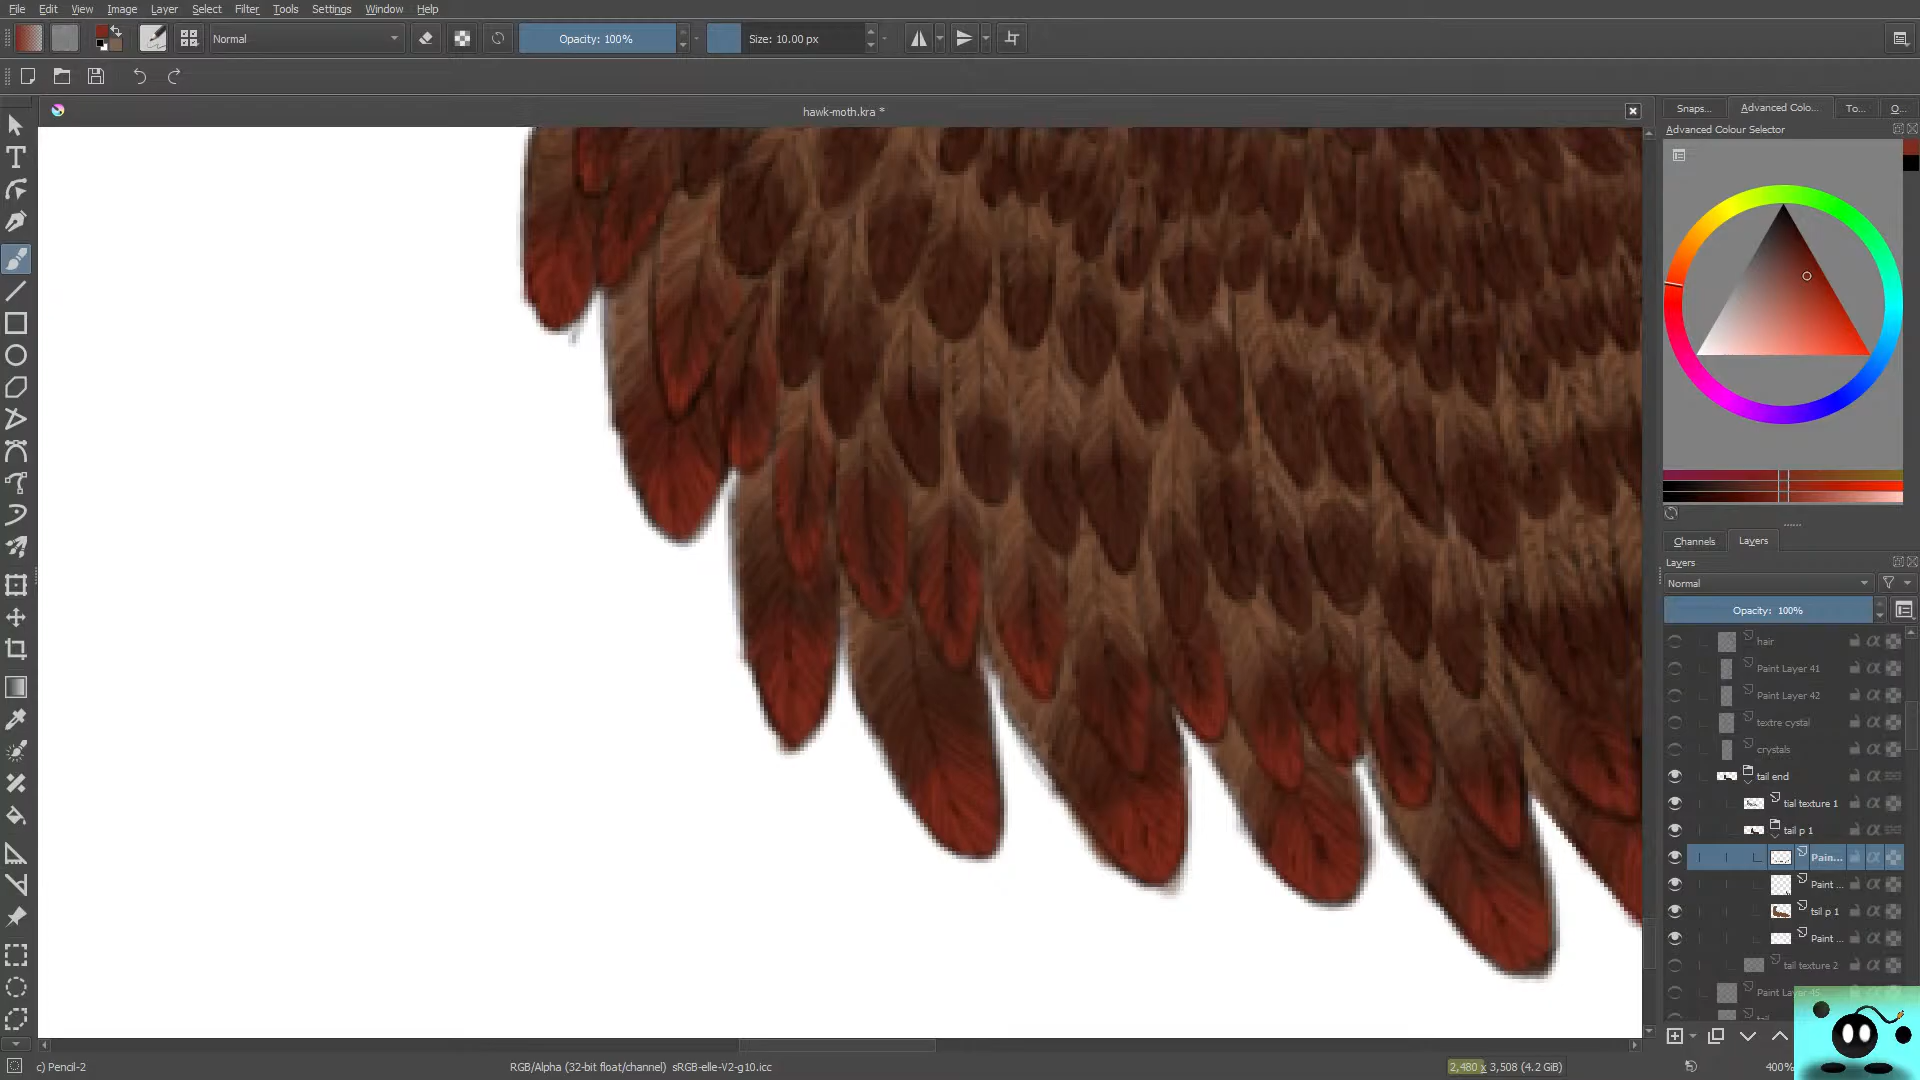 File Edit View Image Layer Select Filter Tools Settings Window Help
Normal Opacity: 100% Size: 10.00 px
hawk-moth.kra *
Snaps... Advanced Colo... To... O...
Advanced Colour Selector
Channels Layers
Layers
Normal
Opacity: 100%
hair
Paint Layer 41
Paint Layer 42
textre cystal
crystals
tail end
tial texture 1
tail p 1
Pain...
Paint ...
tsil p 1
Paint ...
tail texture 2
Paint Layer 45
c) Pencil-2 RGB/Alpha (32-bit float/channel) sRGB-elle-V2-g10.icc 2,480 x 3,508 (4.2 GiB) 400%